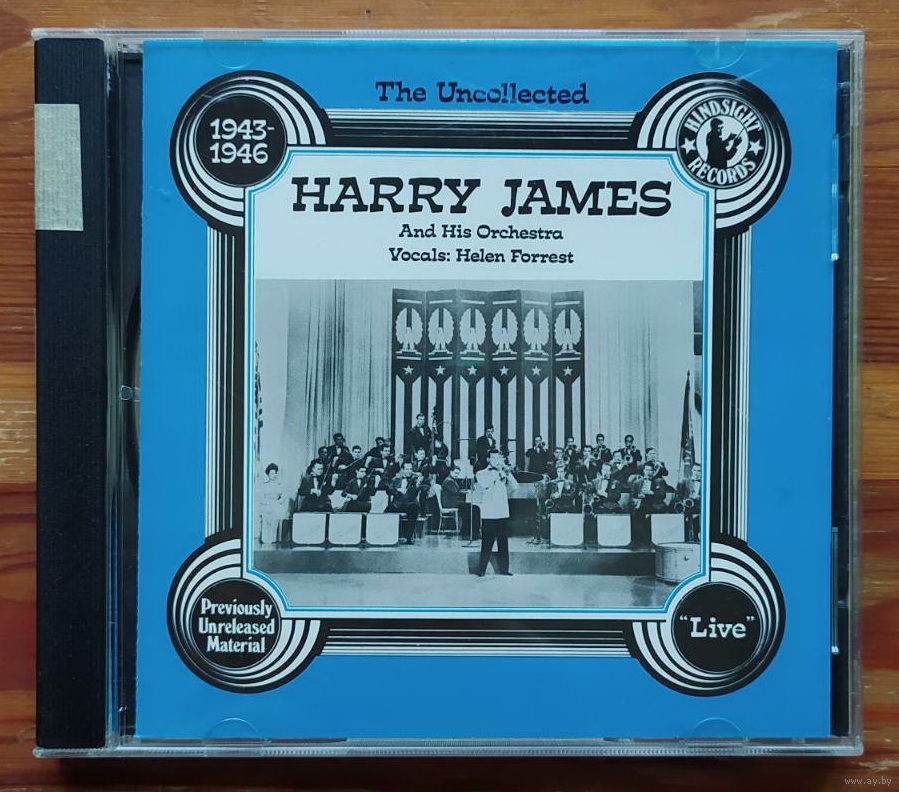 The Uncollected
1943-
1946
HINDSIGHT
RECORDS
HARRY JAMES
And His Orchestra
Vocals: Helen Forrest
Previously
Unreleased
Material
"Live"
www.ay.by